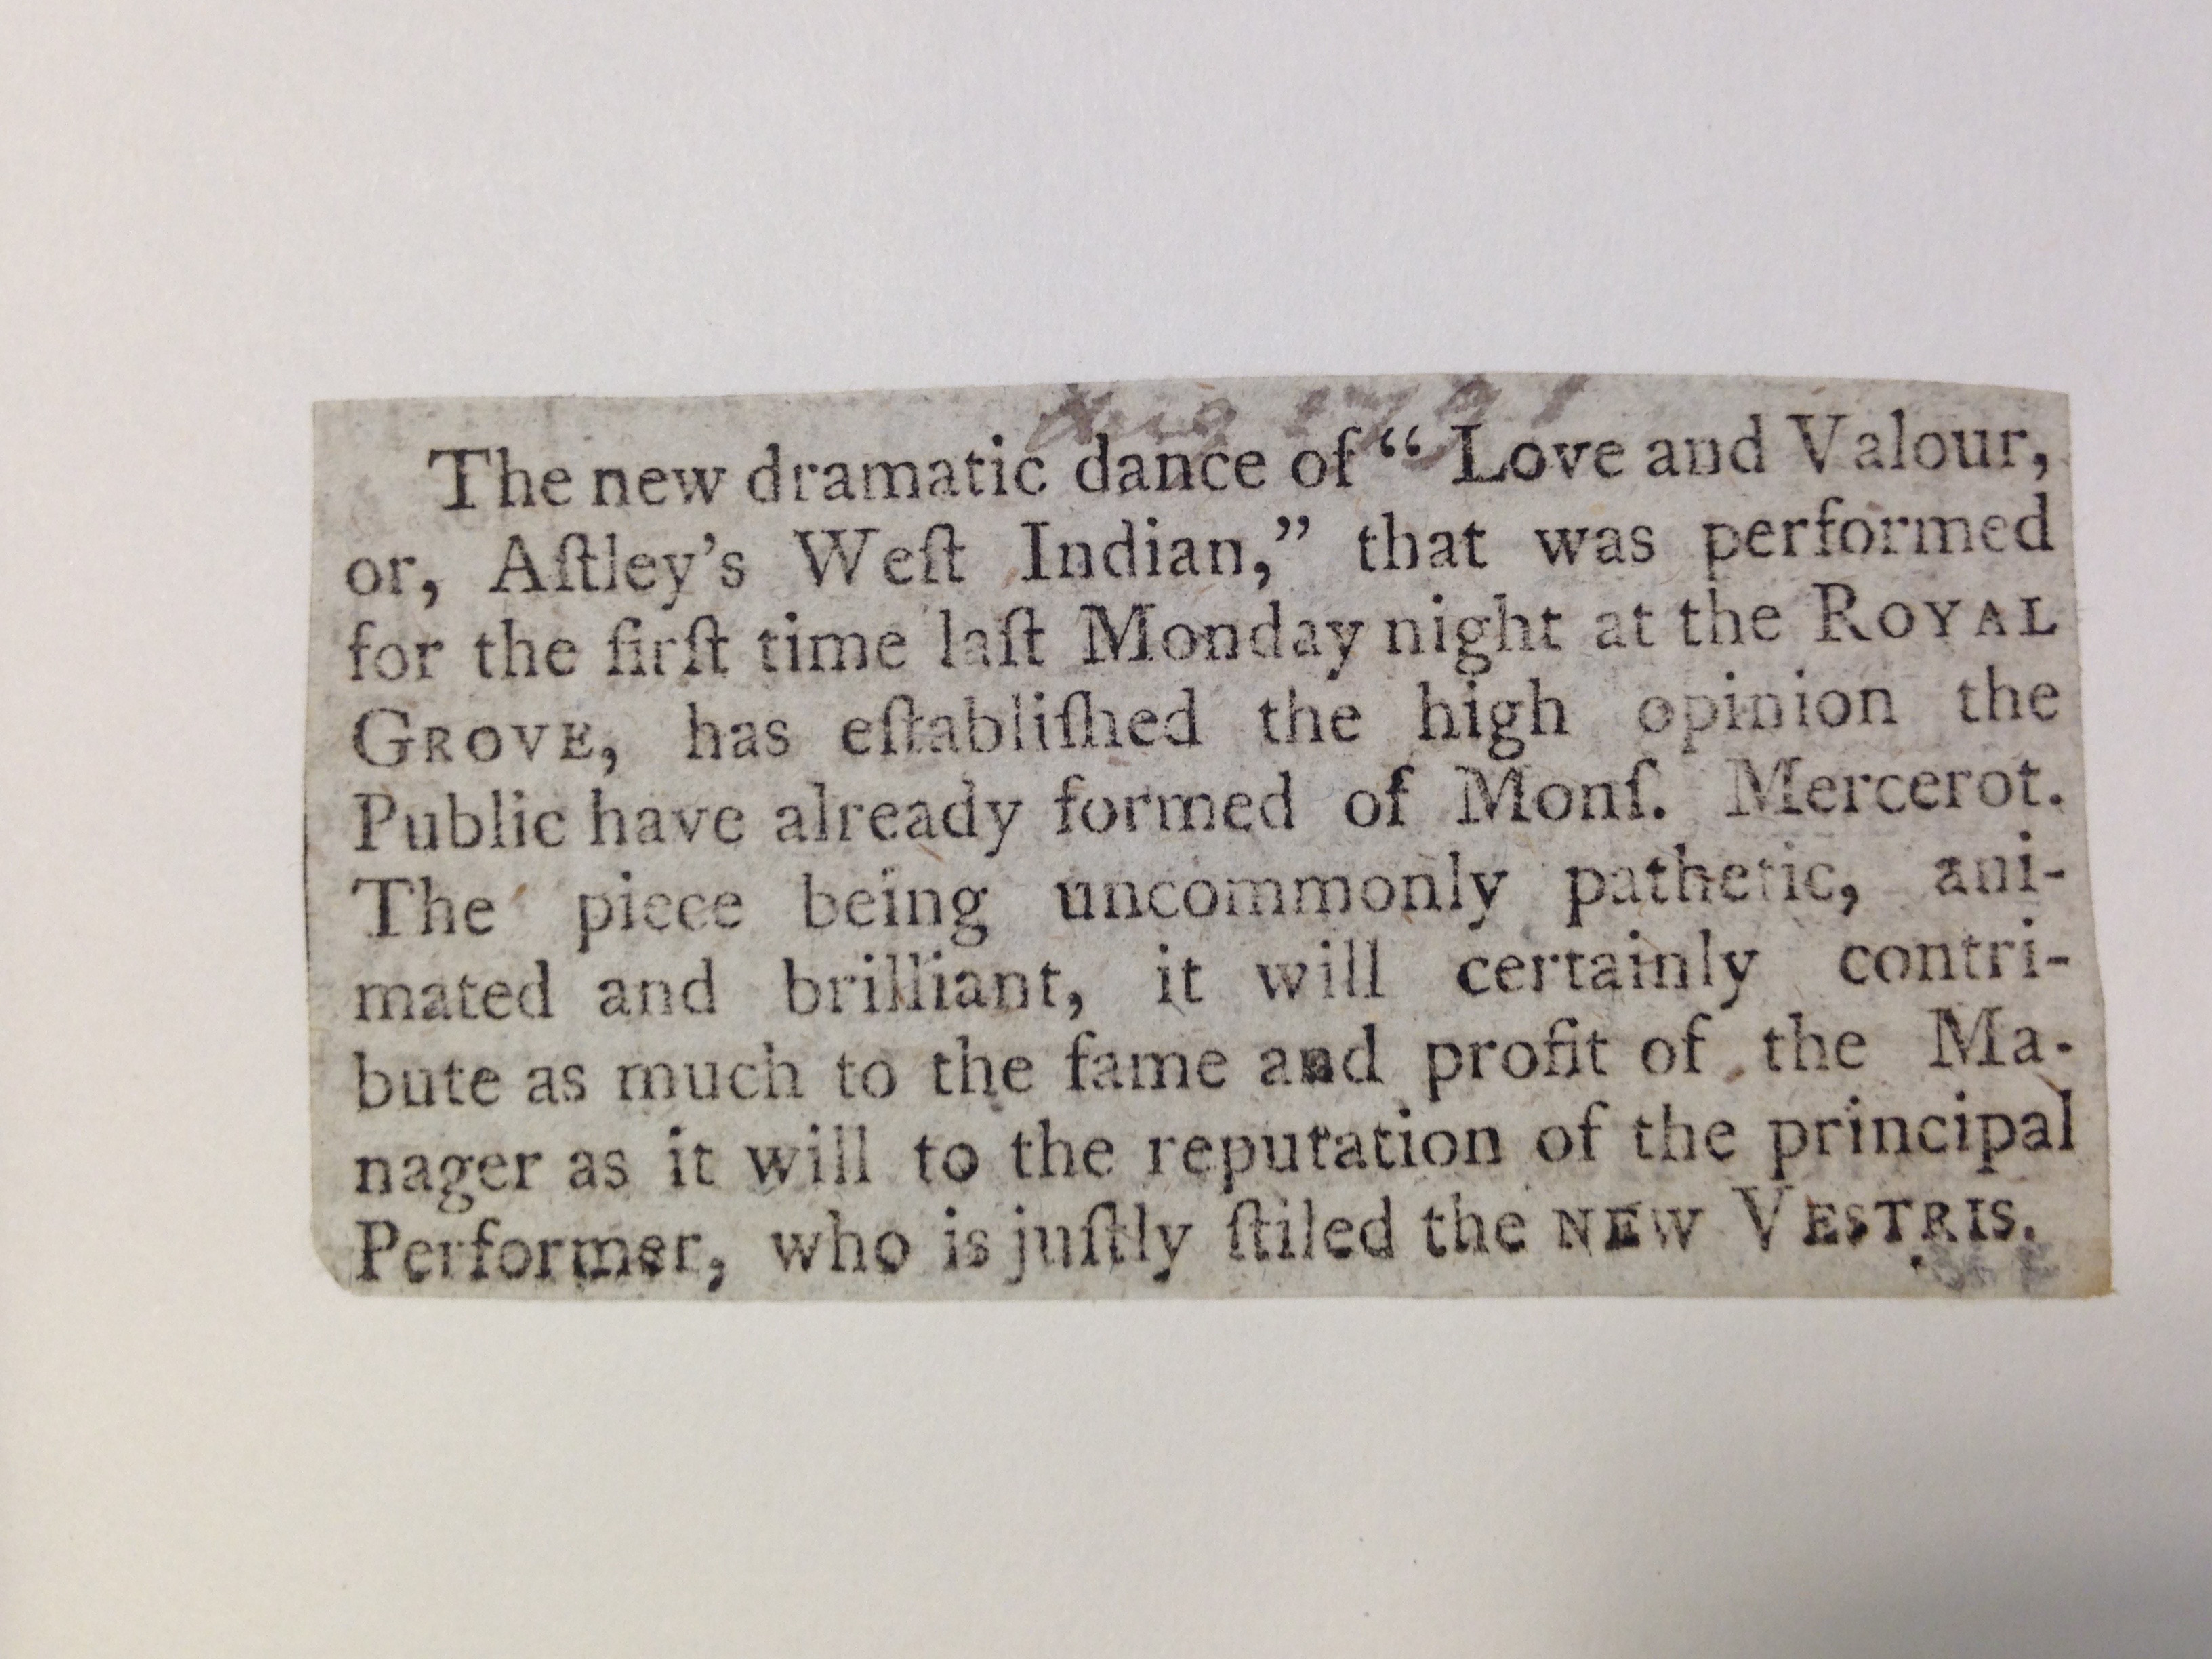 Aug 1791
The new dramatic dance of “ Love and Valour,
or, Aſtley's Weſt Indian,” that was performed
for the firſt time laſt Monday night at the ROYAL
GROVE, has eſtabliſhed the high opinion the
Public have already formed of Monſ. Mercerot.
The piece being uncommonly pathetic, ani-
mated and brilliant, it will certainly contri-
bute as much to the fame and profit of the Ma-
nager as it will to the reputation of the principal
Performer, who is juſtly ſtiled the NEW VESTRIS.